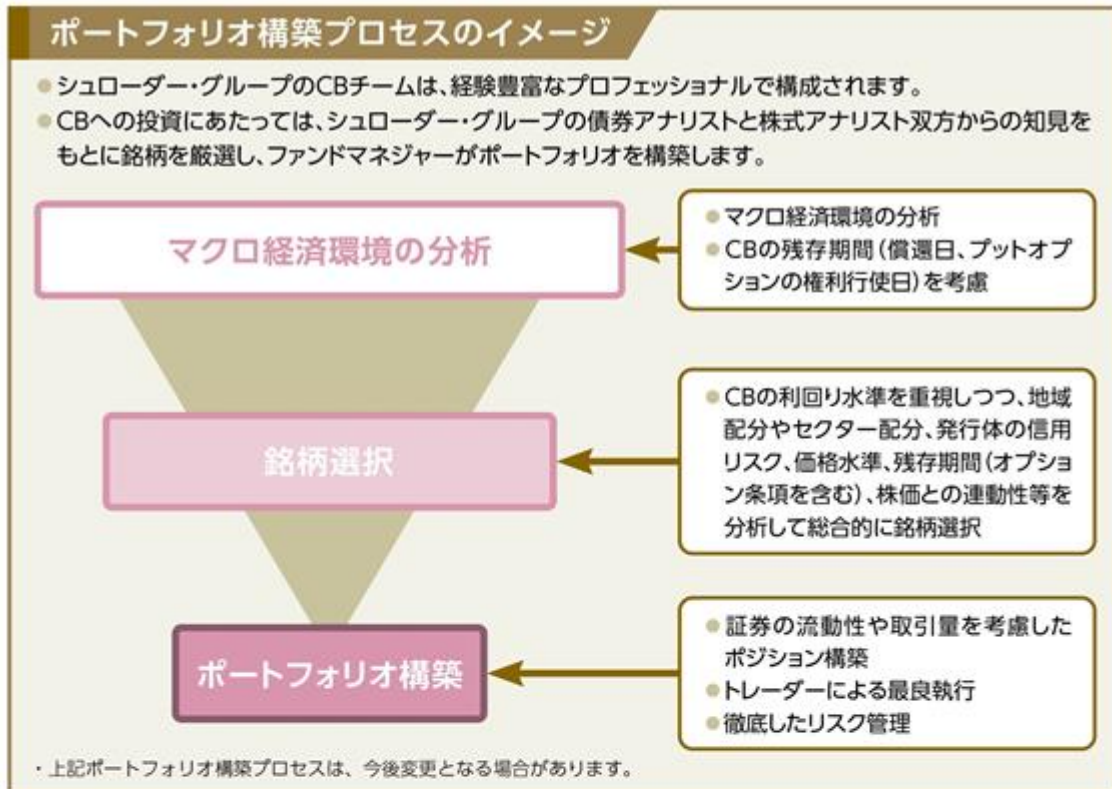 ポートフォリオ構築プロセスのイメージ
●シュローダー・グループのCBチームは、経験豊富なプロフェッショナルで構成されます。
●CBへの投資にあたっては、シュローダー・グループの債券アナリストと株式アナリスト双方からの知見を
もとに銘柄を厳選し、ファンドマネジャーがポートフォリオを構築します。
マクロ経済環境の分析
●マクロ経済環境の分析
●CBの残存期間(償還日、プットオプ
ションの権利行使日)を考慮
銘柄選択
●CBの利回り水準を重視しつつ、地域
配分やセクター配分、発行体の信用
リスク、価格水準、残存期間(オプション
条項を含む)、株価との連動性等を
分析して総合的に銘柄選択
ポートフォリオ構築
●証券の流動性や取引量を考慮した
ポジション構築
●トレーダーによる最良執行
●徹底したリスク管理
・上記ポートフォリオ構築プロセスは、今後変更となる場合があります。